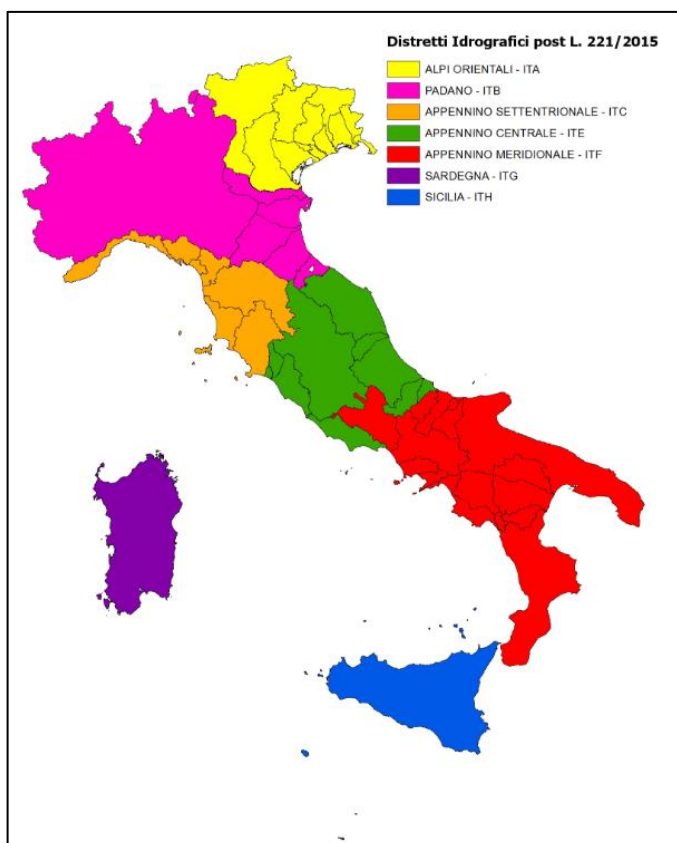 Distretti Idrografici post L. 221/2015
ALPI ORIENTALI - ITA
PADANO - ITB
APPENNINO SETTENTRIONALE - ITC
APPENNINO CENTRALE - ITE
APPENNINO MERIDIONALE - ITF
SARDEGNA - ITG
SICILIA - ITH